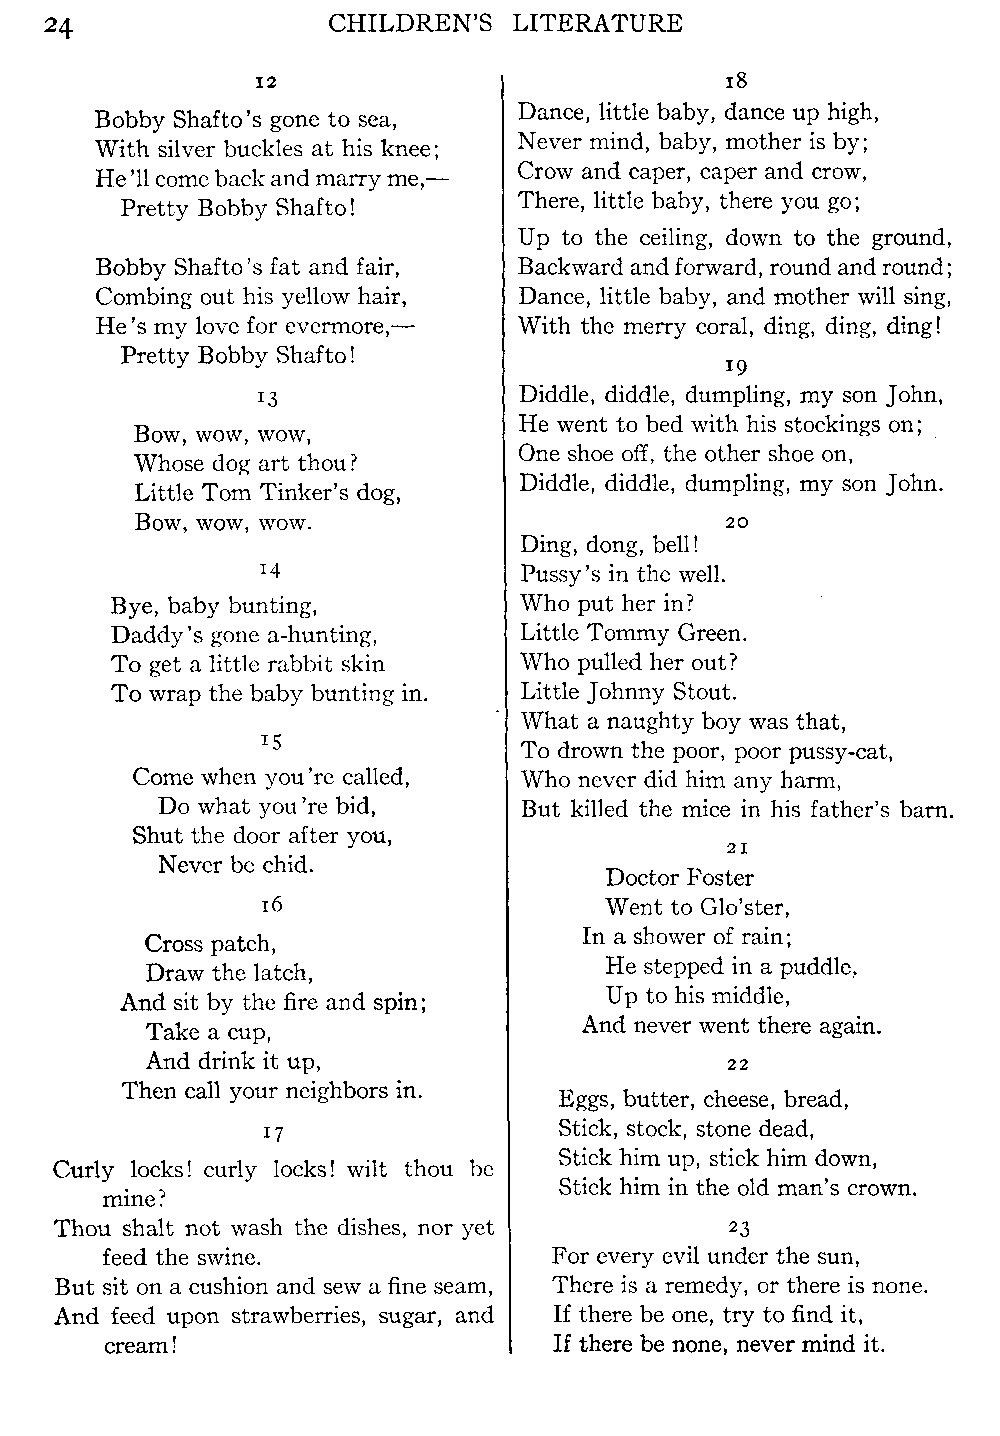 24
CHILDREN'S LITERATURE
12
Bobby Shafto's gone to sea,
With silver buckles at his knee;
He'll come back and marry me,—
Pretty Bobby Shafto!
Bobby Shafto's fat and fair,
Combing out his yellow hair,
He's my love for evermore,—
Pretty Bobby Shafto!
13
Bow, wow, wow,
Whose dog art thou?
Little Tom Tinker's dog,
Bow, wow, wow.
14
Bye, baby bunting,
Daddy's gone a-hunting,
To get a little rabbit skin
To wrap the baby bunting in.
15
Come when you're called,
Do what you're bid,
Shut the door after you,
Never be chid.
16
Cross patch,
Draw the latch,
And sit by the fire and spin;
Take a cup,
And drink it up,
Then call your neighbors in.
17
Curly locks! curly locks! wilt thou be
mine?
Thou shalt not wash the dishes, nor yet
feed the swine.
But sit on a cushion and sew a fine seam,
And feed upon strawberries, sugar, and
cream!
18
Dance, little baby, dance up high,
Never mind, baby, mother is by;
Crow and caper, caper and crow,
There, little baby, there you go;
Up to the ceiling, down to the ground,
Backward and forward, round and round;
Dance, little baby, and mother will sing,
With the merry coral, ding, ding, ding!
19
Diddle, diddle, dumpling, my son John,
He went to bed with his stockings on;
One shoe off, the other shoe on,
Diddle, diddle, dumpling, my son John.
20
Ding, dong, bell!
Pussy's in the well.
Who put her in?
Little Tommy Green.
Who pulled her out?
Little Johnny Stout.
What a naughty boy was that,
To drown the poor, poor pussy-cat,
Who never did him any harm,
But killed the mice in his father's barn.
21
Doctor Foster
Went to Glo'ster,
In a shower of rain;
He stepped in a puddle,
Up to his middle,
And never went there again.
22
Eggs, butter, cheese, bread,
Stick, stock, stone dead,
Stick him up, stick him down,
Stick him in the old man's crown.
23
For every evil under the sun,
There is a remedy, or there is none.
If there be one, try to find it,
If there be none, never mind it.